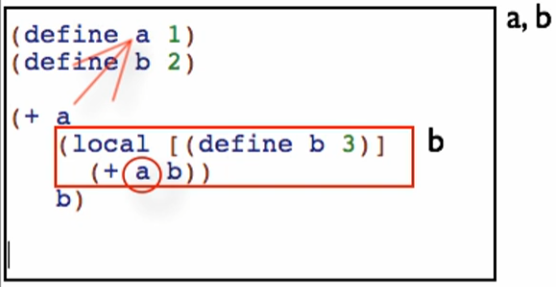 (define a 1)
(define b 2)
(+ a
(local [(define b 3)]
(+ a b))
b)
a, b
b